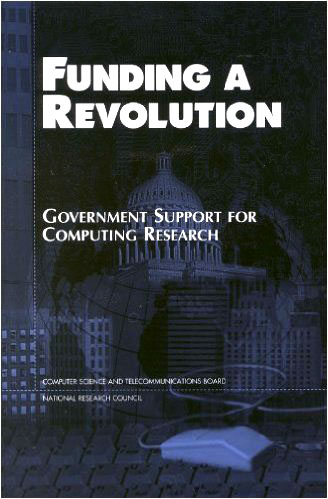 FUNDING A
REVOLUTION
GOVERNMENT SUPPORT FOR
COMPUTING RESEARCH
COMPUTER SCIENCE AND TELECOMMUNICATIONS BOARD
NATIONAL RESEARCH COUNCIL